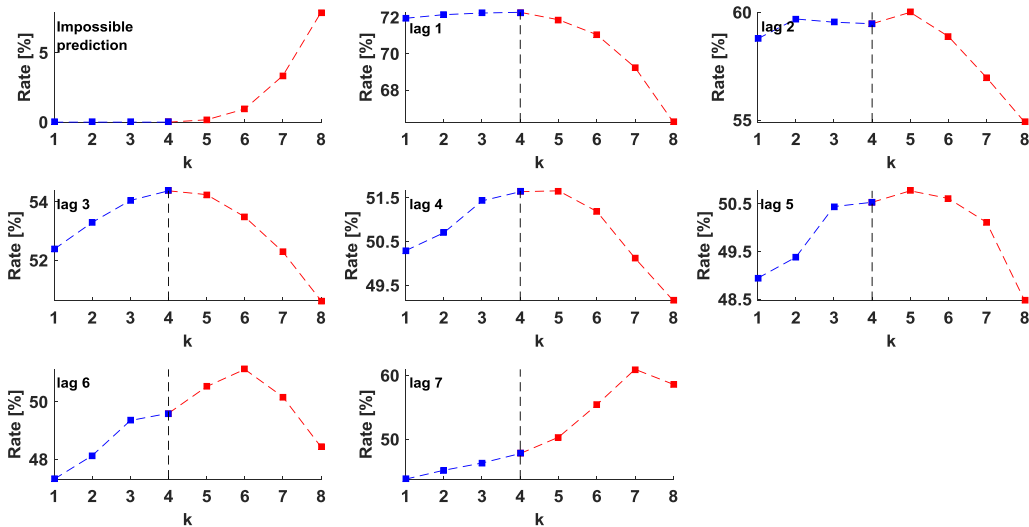 Impossible
prediction
Rate [%]
5
0
1 2 3 4 5 6 7 8
k
lag 1
Rate [%]
72
70
68
1 2 3 4 5 6 7 8
k
lag 2
Rate [%]
60
55
1 2 3 4 5 6 7 8
k
lag 3
Rate [%]
54
52
1 2 3 4 5 6 7 8
k
lag 4
Rate [%]
51.5
50.5
49.5
1 2 3 4 5 6 7 8
k
lag 5
Rate [%]
50.5
49.5
48.5
1 2 3 4 5 6 7 8
k
lag 6
Rate [%]
50
48
1 2 3 4 5 6 7 8
k
lag 7
Rate [%]
60
50
1 2 3 4 5 6 7 8
k